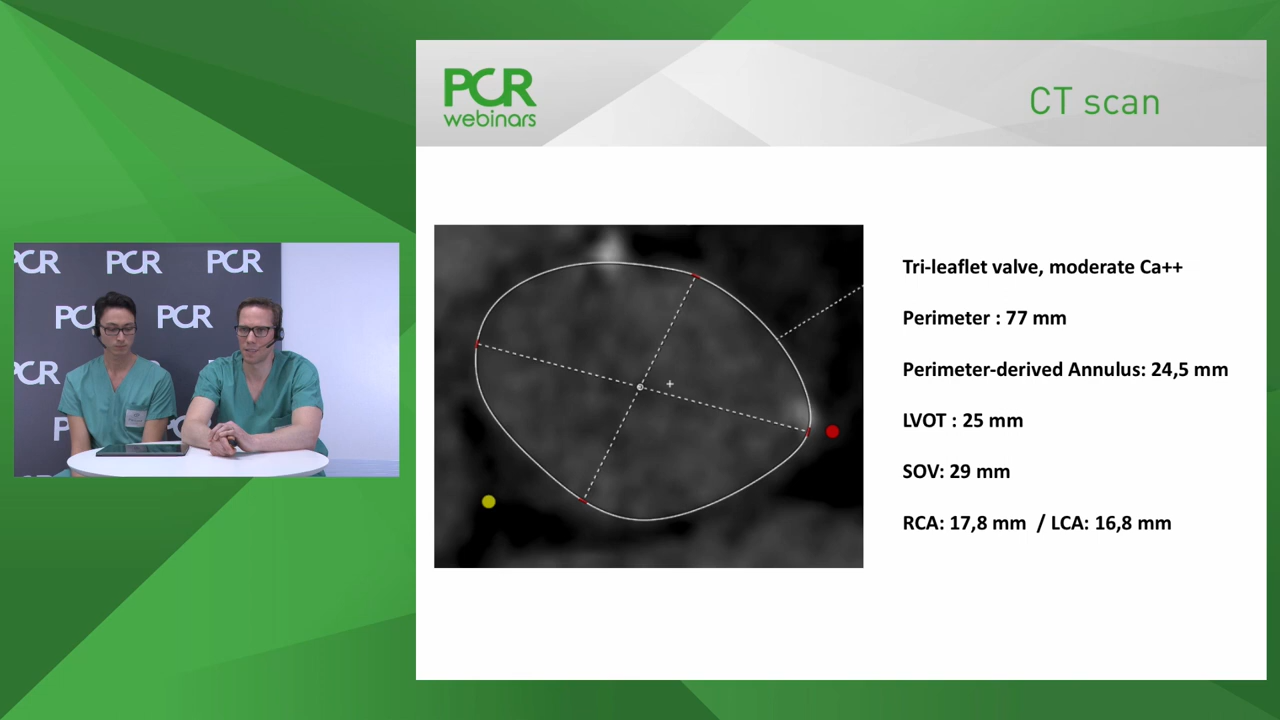 PCR
webinars
CT scan
Tri-leaflet valve, moderate Ca++
Perimeter : 77 mm
Perimeter-derived Annulus: 24,5 mm
LVOT : 25 mm
SOV: 29 mm
RCA: 17,8 mm / LCA: 16,8 mm
PCR
PCR
PCR
PCR
PCR
PCR